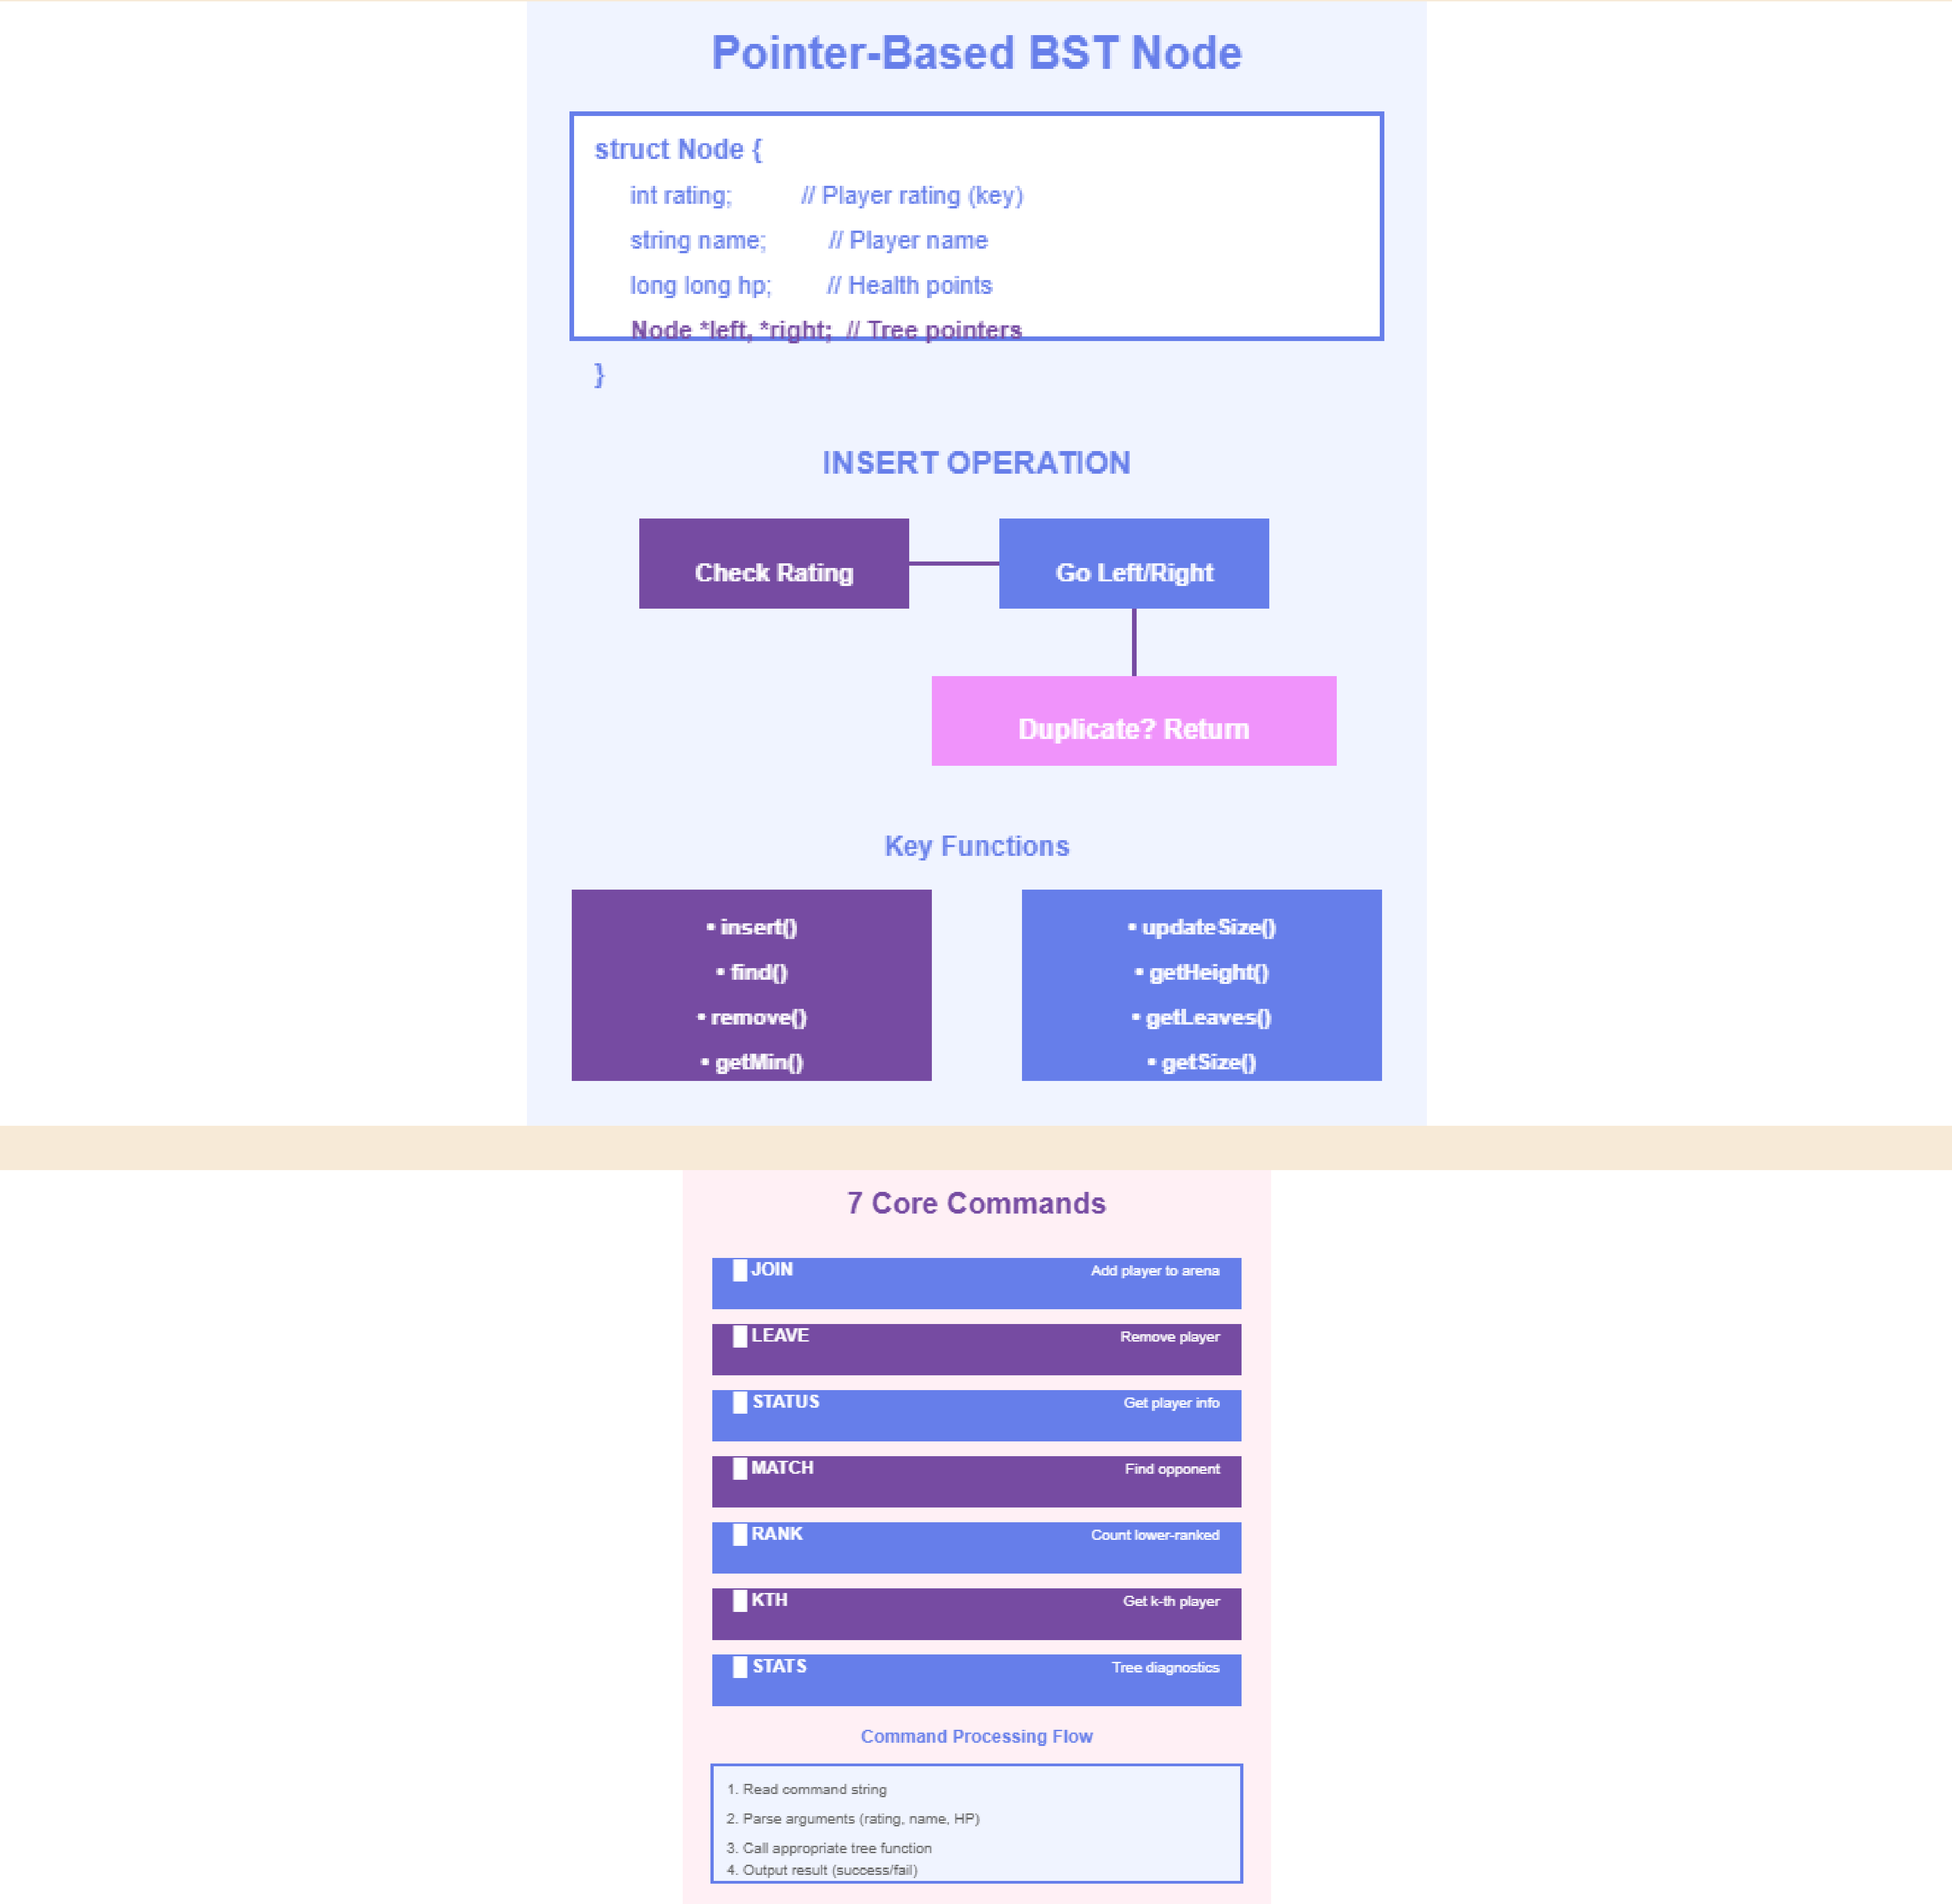 Pointer-Based BST Node
struct Node {
int rating; // Player rating (key)
string name; // Player name
long long hp; // Health points
Node *left, *right; // Tree pointers
}
INSERT OPERATION
Check Rating
Go Left/Right
Duplicate? Return
Key Functions
• insert()
• find()
• remove()
• getMin()
• updateSize()
• getHeight()
• getLeaves()
• getSize()
7 Core Commands
JOIN Add player to arena
LEAVE Remove player
STATUS Get player info
MATCH Find opponent
RANK Count lower-ranked
KTH Get k-th player
STATS Tree diagnostics
Command Processing Flow
1. Read command string
2. Parse arguments (rating, name, HP)
3. Call appropriate tree function
4. Output result (success/fail)